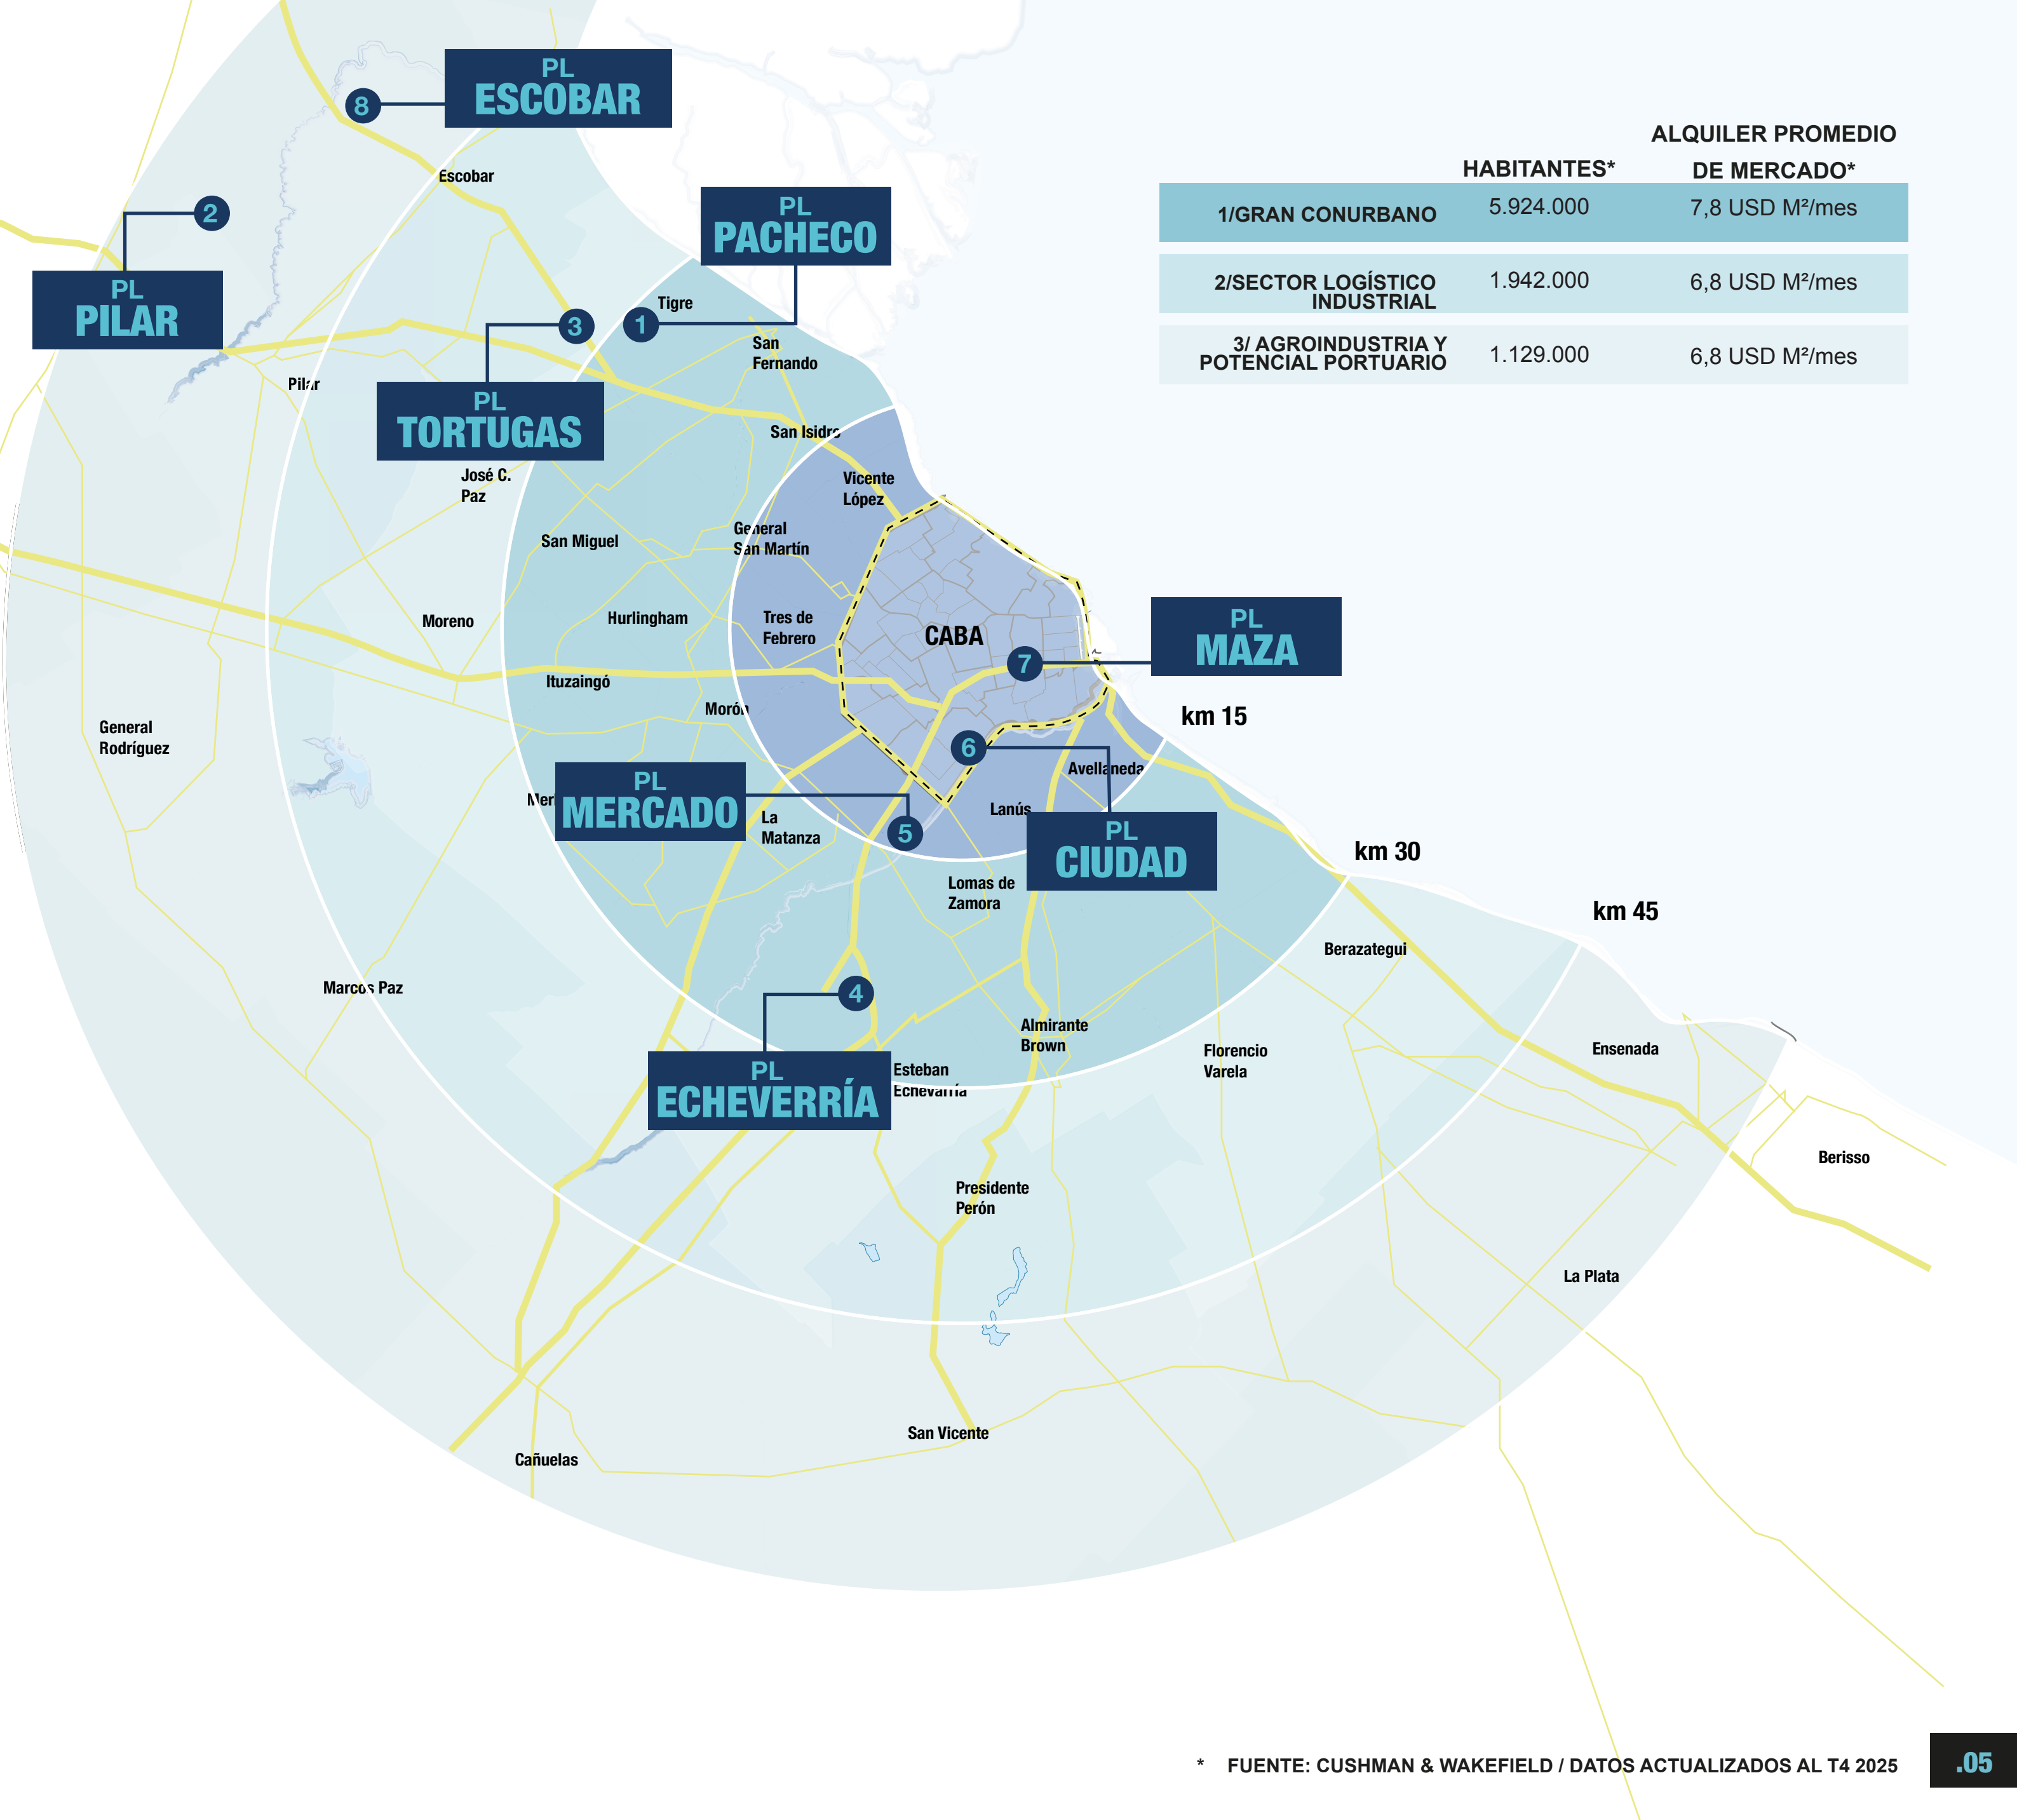 PL
ESCOBAR
8
Escobar
2
PL
PILAR
PL
PACHECO
Tigre
1
3
San
Fernando
Pilar
PL
TORTUGAS
José C.
Paz
San Isidro
Vicente
López
General
San Martín
San Miguel
Hurlingham
Tres de
Febrero
CABA
Moreno
7
PL
MAZA
Ituzaingó
Morón
General
Rodríguez
km 15
6
Avellaneda
PL
MERCADO
La
Matanza
5
Lanús
PL
CIUDAD
km 30
Lomas de
Zamora
km 45
Berazategui
Marcos Paz
4
Almirante
Brown
PL
ECHEVERRÍA
Esteban
Echevarría
Florencio
Varela
Ensenada
Berisso
Presidente
Perón
La Plata
San Vicente
Cañuelas
HABITANTES*
ALQUILER PROMEDIO
DE MERCADO*
1/GRAN CONURBANO 5.924.000 7,8 USD M²/mes
2/SECTOR LOGÍSTICO
INDUSTRIAL 1.942.000 6,8 USD M²/mes
3/ AGROINDUSTRIA Y
POTENCIAL PORTUARIO 1.129.000 6,8 USD M²/mes
* FUENTE: CUSHMAN & WAKEFIELD / DATOS ACTUALIZADOS AL T4 2025
.05